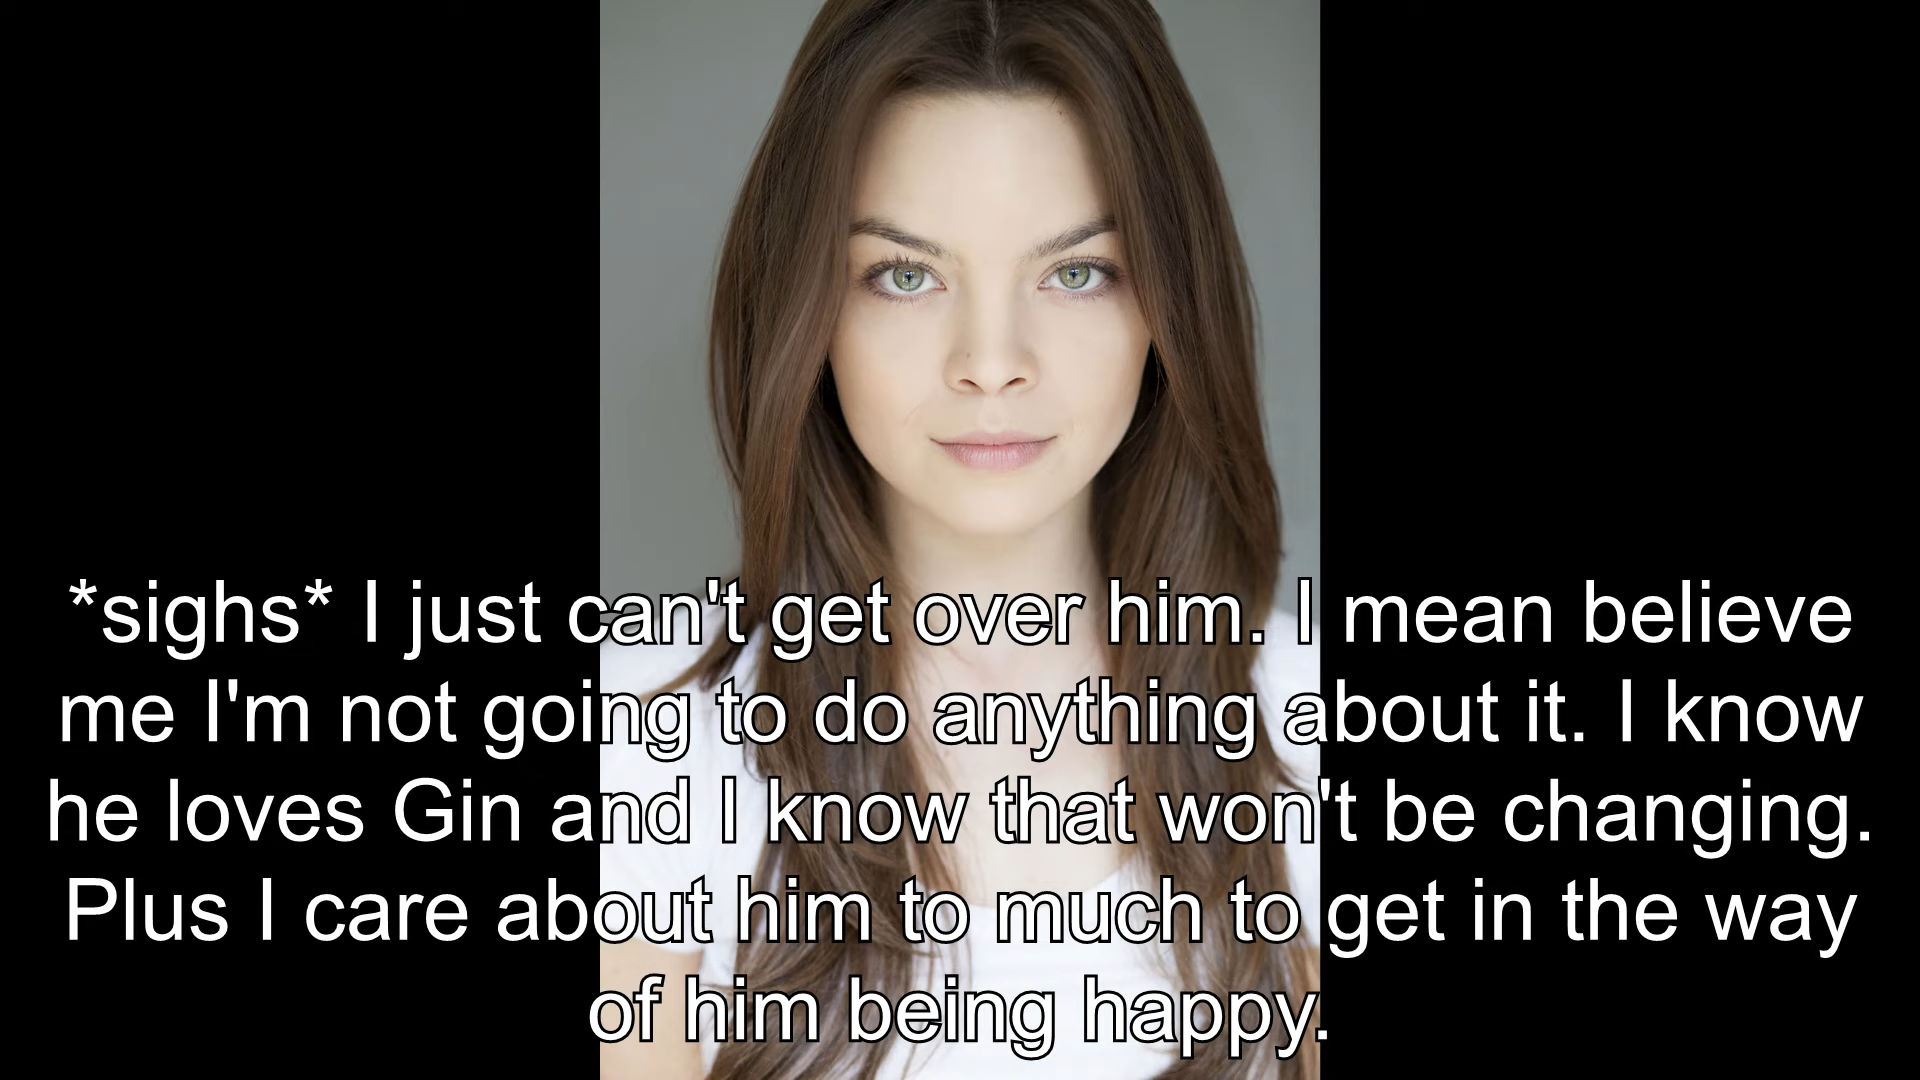 *sighs* I just can't get over him. I mean believe
me I'm not going to do anything about it. I know
he loves Gin and I know that won't be changing.
Plus I care about him to much to get in the way
of him being happy.